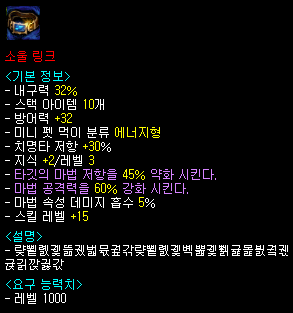 소울 링크
<기본 정보>
- 내구력 32%
- 스택 아이템 10개
- 방어력 +32
- 미니 펫 먹이 분류 에너지형
- 치명타 저항 +30%
- 지식 +2/레벨 3
- 타깃의 마법 저항을 45% 약화 시킨다.
- 마법 공격력을 60% 강화 시킨다.
- 마법 속성 데미지 흡수 5%
- 스킬 레벨 +15
<설명>
<요구 능력치>
- 레벨 1000